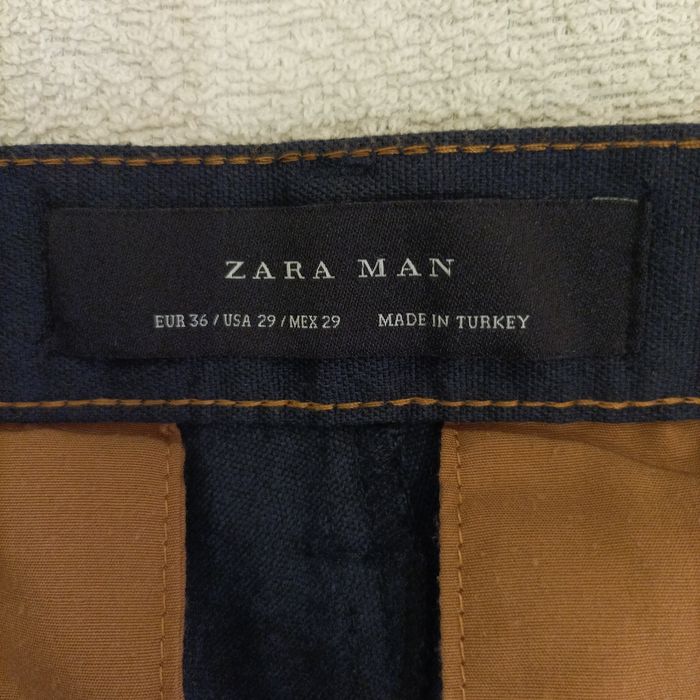 ZARA MAN
EUR 36 / USA 29 / MEX 29 MADE IN TURKEY